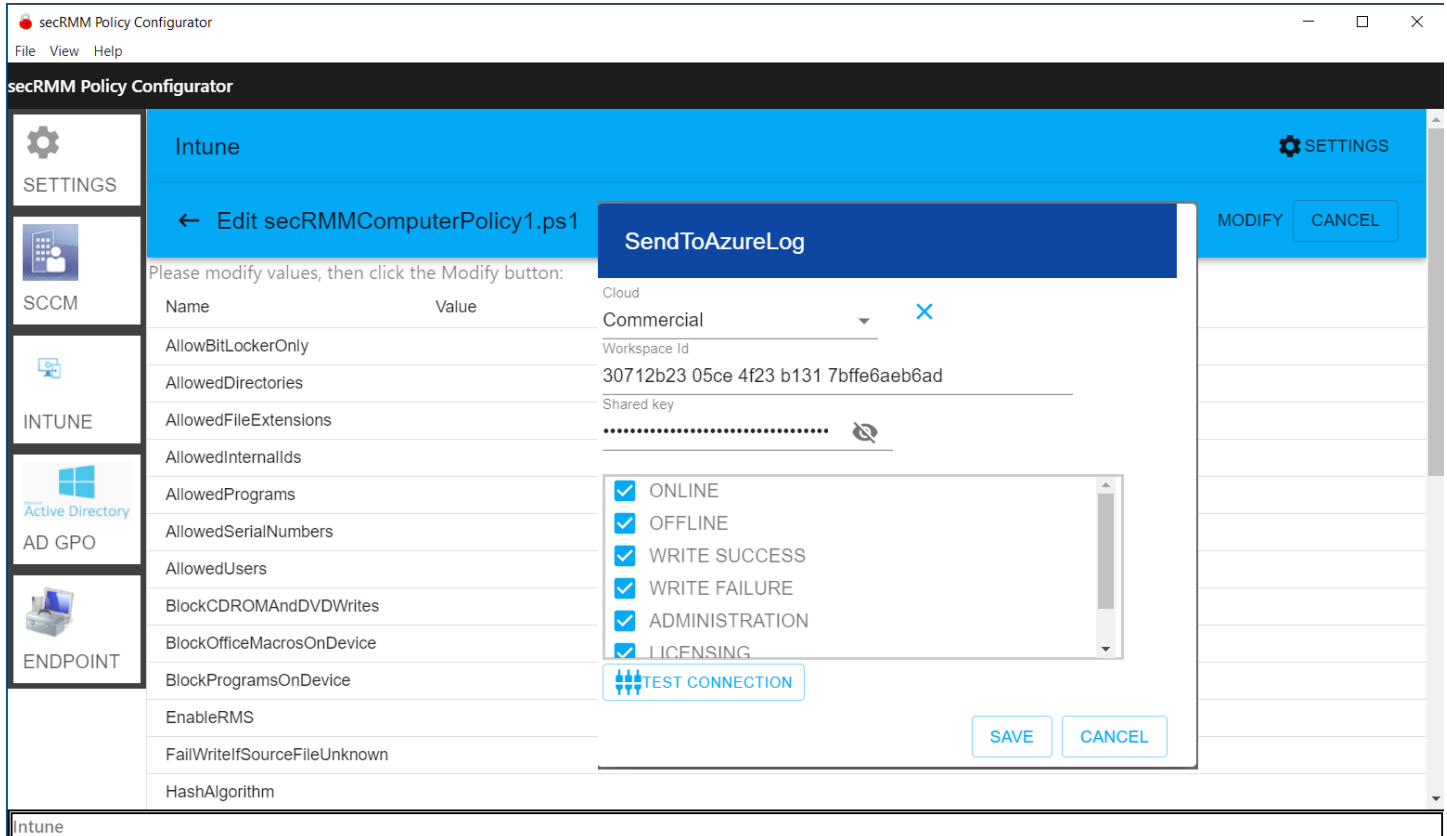 secRMM Policy Configurator
File View Help
secRMM Policy Configurator
SETTINGS
SCCM
INTUNE
Active Directory
AD GPO
ENDPOINT
Intune
SETTINGS
Edit secRMMComputerPolicy1.ps1
MODIFY CANCEL
Please modify values, then click the Modify button:
Name Value
AllowBitLockerOnly
AllowedDirectories
AllowedFileExtensions
AllowedInternalIds
AllowedPrograms
AllowedSerialNumbers
AllowedUsers
BlockCDROMAndDVDWrites
BlockOfficeMacrosOnDevice
BlockProgramsOnDevice
EnableRMS
FailWriteIfSourceFileUnknown
HashAlgorithm
SendToAzureLog
Cloud
Commercial
Workspace Id
30712b23 05ce 4f23 b131 7bffe6aeb6ad
Shared key
ONLINE
OFFLINE
WRITE SUCCESS
WRITE FAILURE
ADMINISTRATION
LICENSING
TEST CONNECTION
SAVE CANCEL
Intune